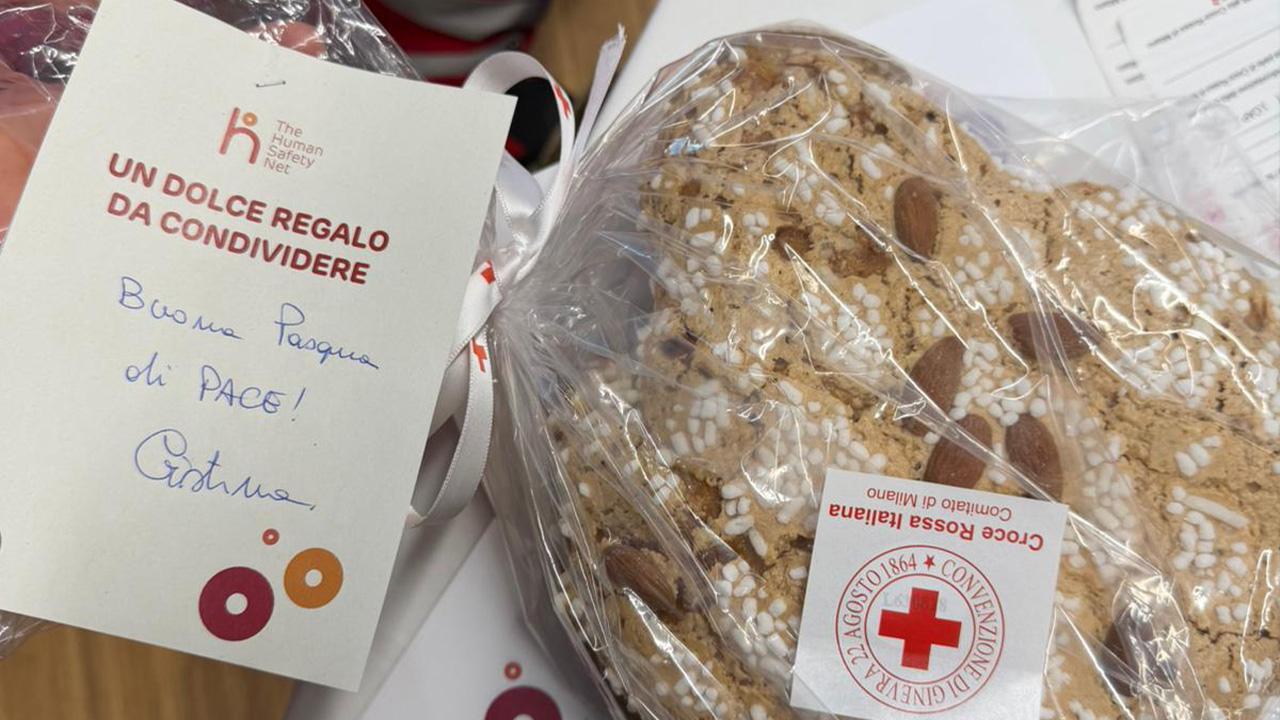 The
Human
Safety
Net
UN DOLCE REGALO
DA CONDIVIDERE
Buona Pasqua
di PACE!
Cristina
Croce Rossa Italiana
Comitato di Milano
CONVENZIONE DI GINEVRA 22 AGOSTO 1864